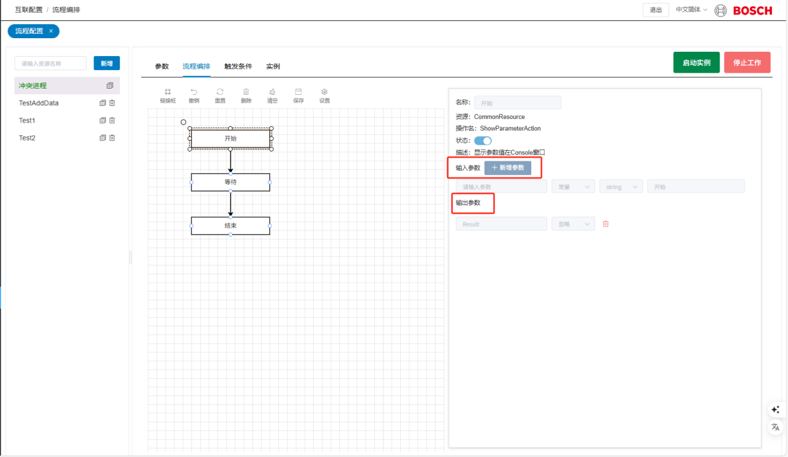 互联配置 / 流程编排
退出 中文简体 BOSCH
流程配置 ×
请输入资源名称 新增
冲突进程
TestAddData
Test1
Test2
参数 流程编排 触发条件 实例
启动实例 停止工作
撤销 重置 删除 清空 保存 设置
开始
等待
结束
名称: 开始
资源: CommonResource
操作名: ShowParameterAction
状态:
描述: 显示参数值在Console窗口
输入参数 + 新增参数
请输入参数 常量 string 开始
输出参数
Result 忽略